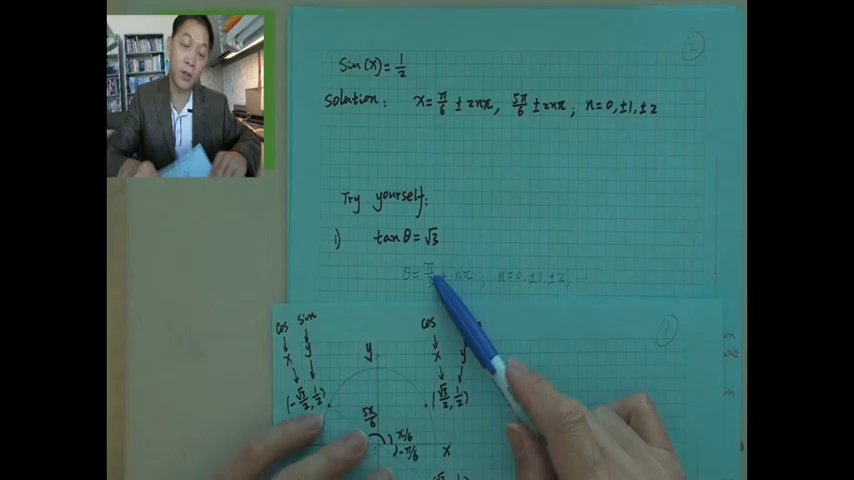 2
Sin(x)=1/2
Solution: x=π/6 ±2nπ, 5π/6 ±2nπ; n=0,±1,±2
Try yourself:
1) tanθ=√3
θ=π/3 ± nπ, n=0,±1,±2,...
1
cos sin cos
x y y x y
(-√3/2, 1/2) (√3/2, 1/2)
5π/6
π/6
-π/6 x